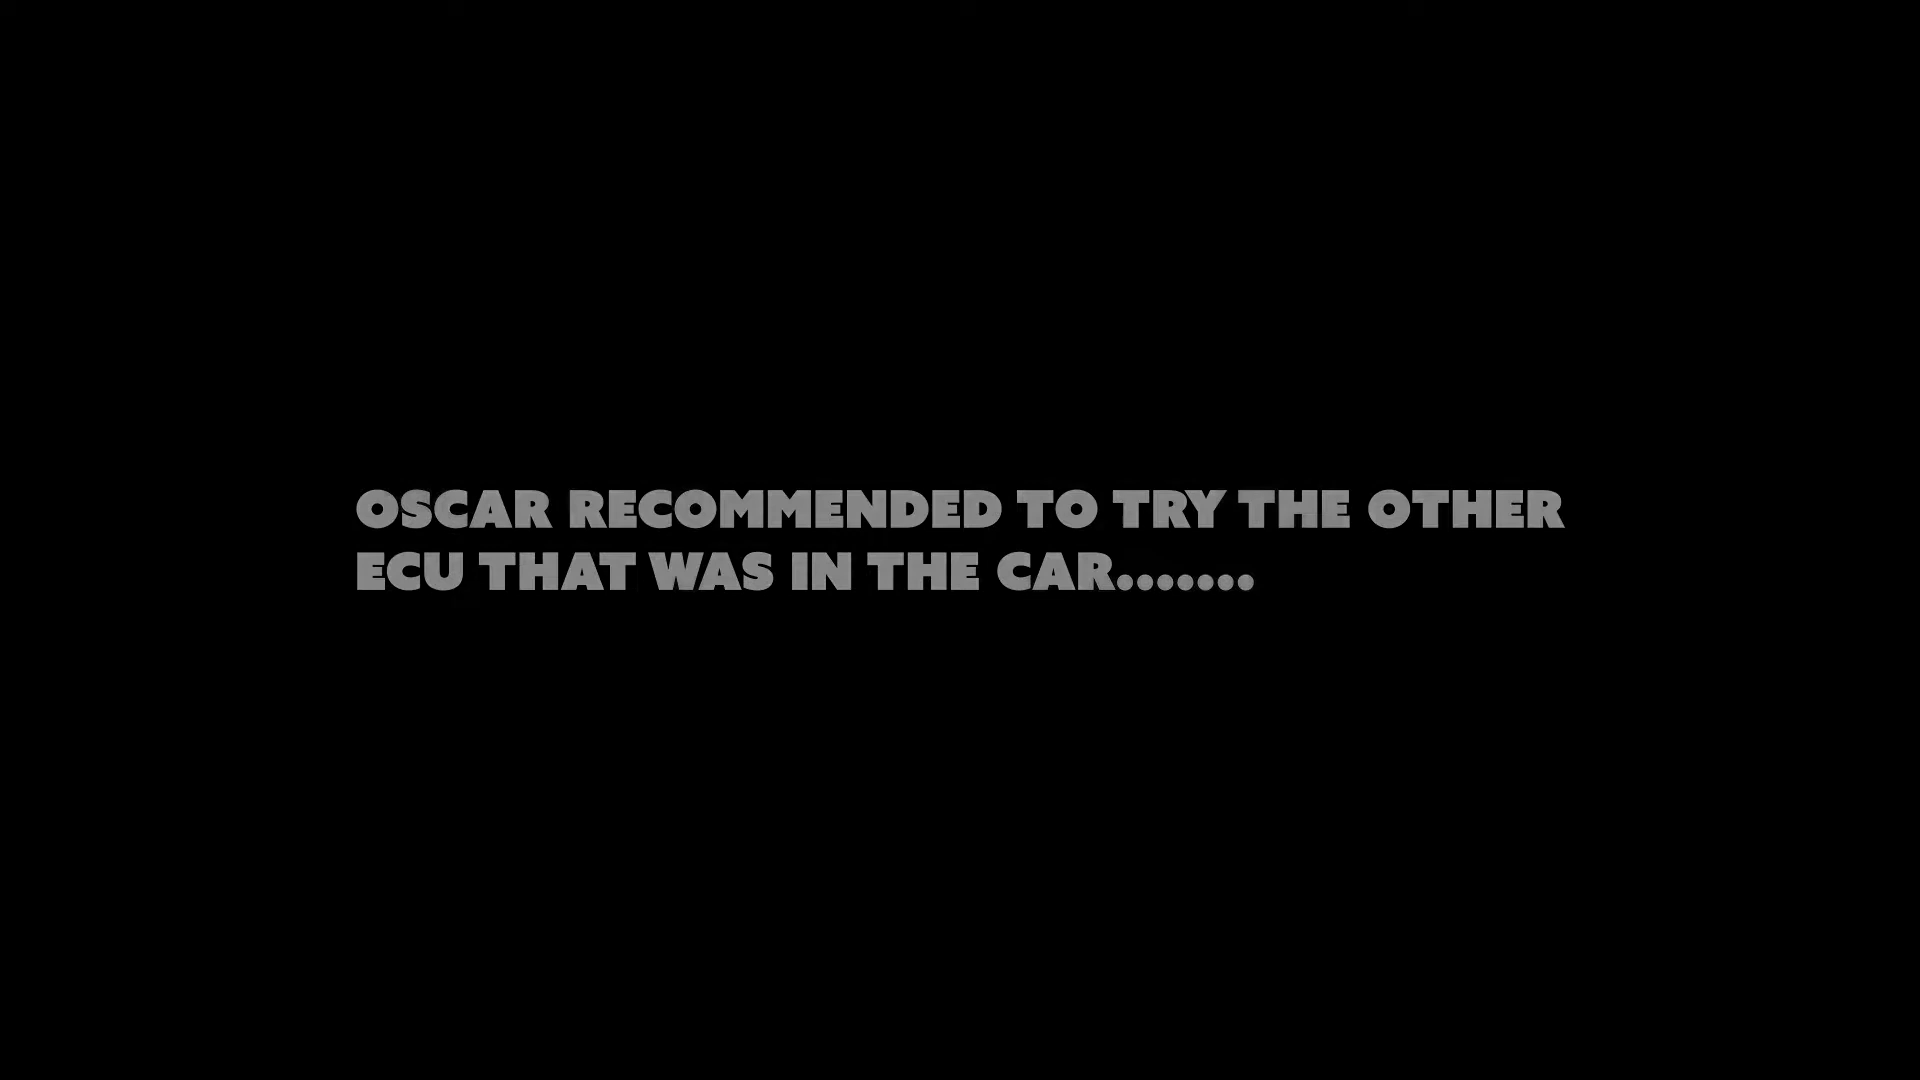 OSCAR RECOMMENDED TO TRY THE OTHER
ECU THAT WAS IN THE CAR.......